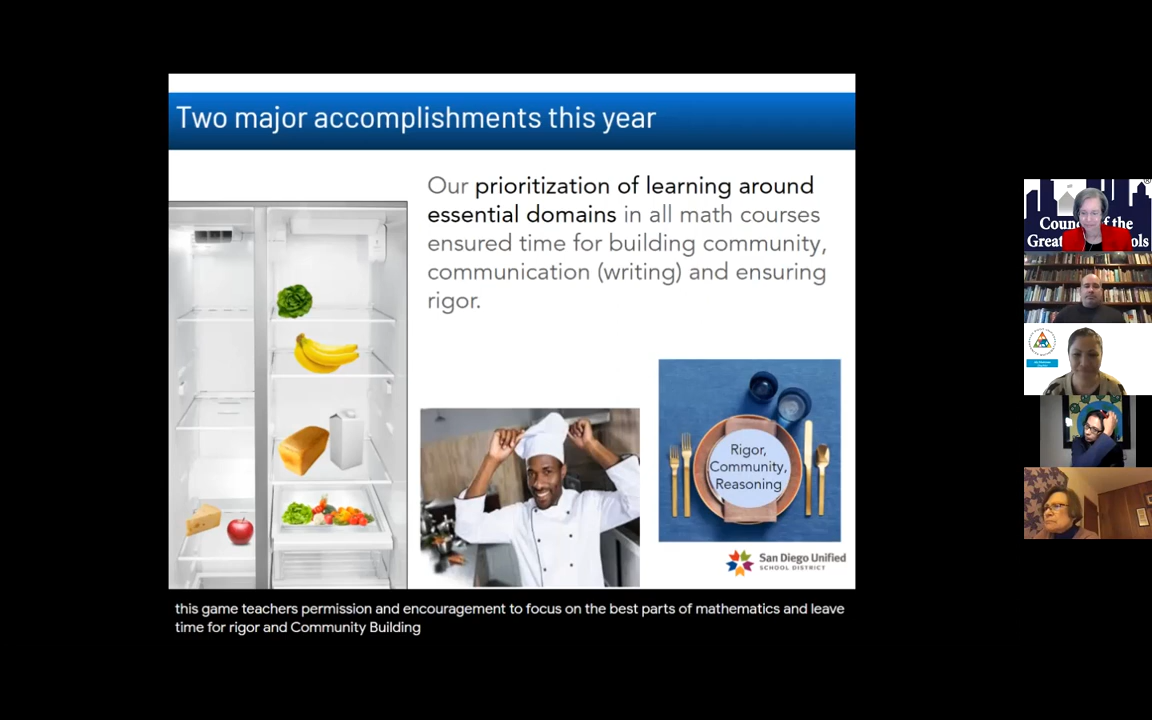 Two major accomplishments this year
Our prioritization of learning around
essential domains in all math courses
ensured time for building community,
communication (writing) and ensuring
rigor.
Rigor,
Community,
Reasoning
San Diego Unified
SCHOOL DISTRICT
this game teachers permission and encouragement to focus on the best parts of mathematics and leave
time for rigor and Community Building